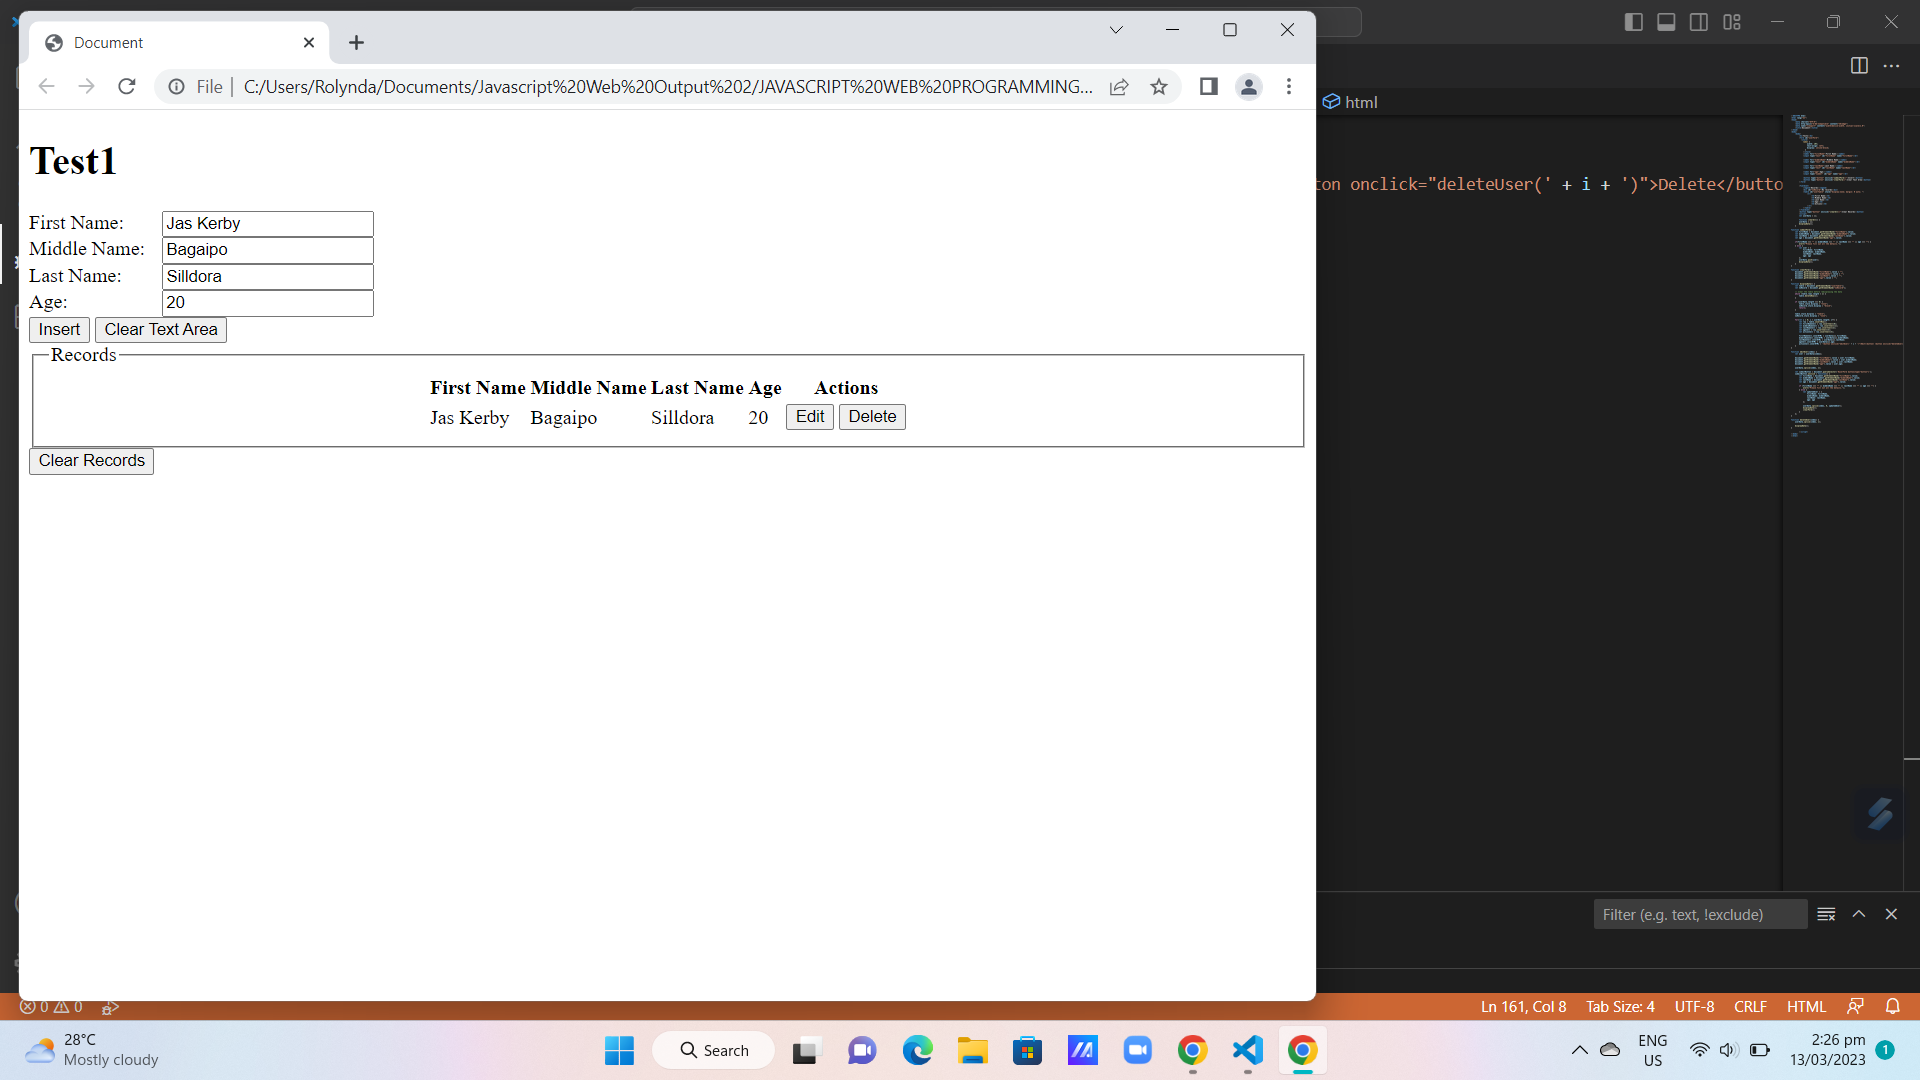 Document
File
C:/Users/Rolynda/Documents/Javascript%20Web%20Output%202/JAVASCRIPT%20WEB%20PROGRAMMING...
html
Test1
ton onclick="deleteUser(' + i + ')">Delete</butto
First Name: Jas Kerby
Middle Name: Bagaipo
Last Name: Silldora
Age: 20
Insert Clear Text Area
Records
First Name Middle Name Last Name Age Actions
Jas Kerby Bagaipo Silldora 20 Edit Delete
Clear Records
Filter (e.g. text, !exclude)
0 0
Ln 161, Col 8 Tab Size: 4 UTF-8 CRLF HTML
28°C
Mostly cloudy
Search
ENG
US
2:26 pm
13/03/2023
1